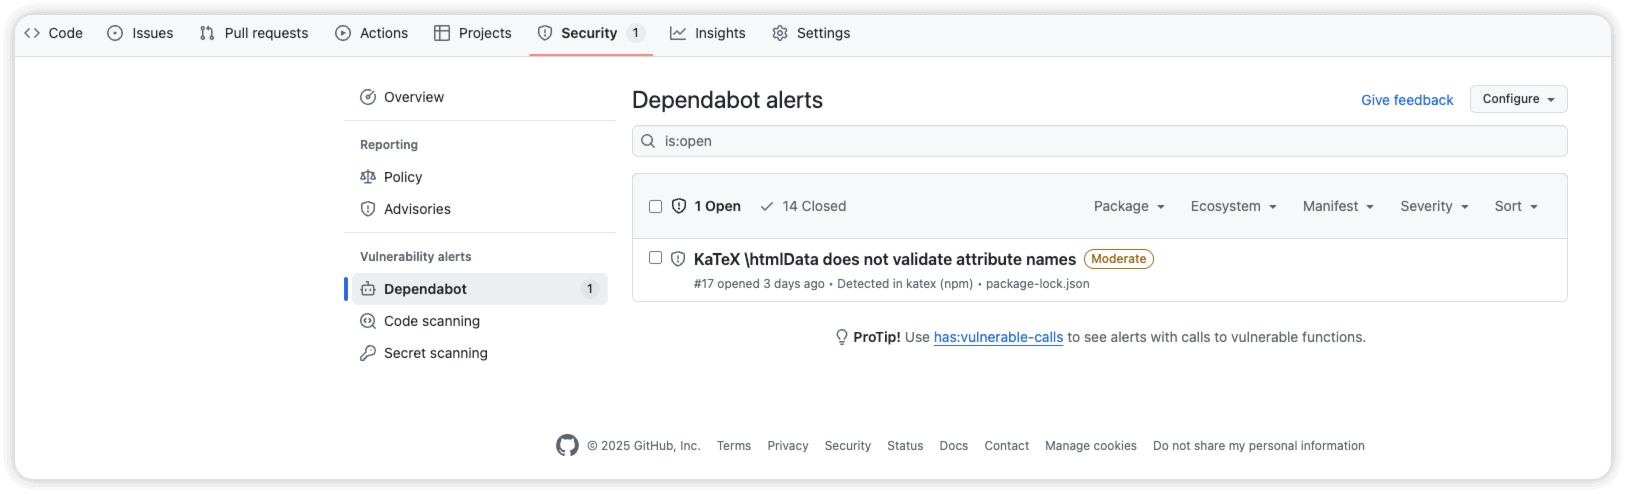 Code Issues Pull requests Actions Projects Security 1 Insights Settings
Overview
Reporting
Policy
Advisories
Vulnerability alerts
Dependabot 1
Code scanning
Secret scanning
Dependabot alerts
Give feedback Configure
is:open
1 Open 14 Closed Package Ecosystem Manifest Severity Sort
KaTeX \htmlData does not validate attribute names Moderate
#17 opened 3 days ago • Detected in katex (npm) • package-lock.json
ProTip! Use has:vulnerable-calls to see alerts with calls to vulnerable functions.
© 2025 GitHub, Inc. Terms Privacy Security Status Docs Contact Manage cookies Do not share my personal information